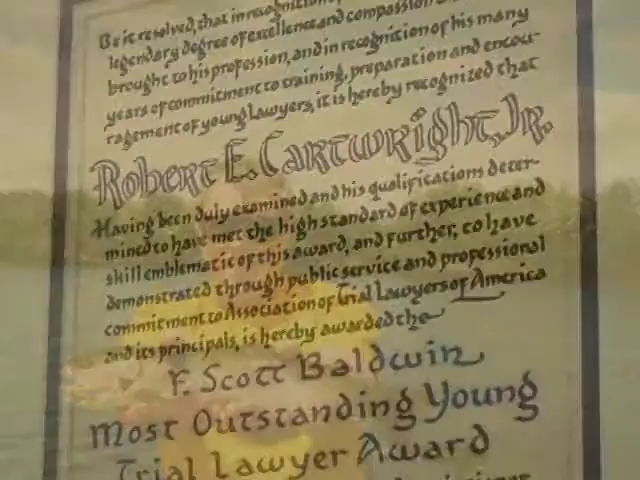 Be it resolved, that in recognition
legendary degree of excellence and compassion
brought to his profession, and in recognition of his many
years of commitment to training, preparation and encou-
ragement of young lawyers, it is hereby recognized that
Robert E. Cartwright, Jr.
Having been duly examined and his qualifications deter-
mined to have met the high standard of experience and
skill emblematic of this award, and further, to have
demonstrated through public service and professional
commitment to Association of Trial Lawyers of America
and its principals, is hereby awarded the
F. Scott Baldwin
Most Outstanding Young
Trial Lawyer Award